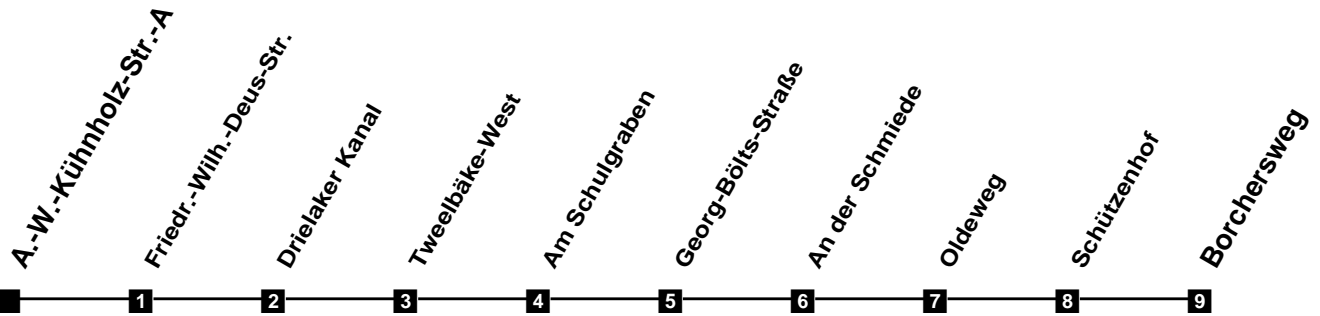 A.-W.-Kühnholz-Str.-A
Friedr.-Wilh.-Deus-Str.
Drielaker Kanal
Tweelbäke-West
Am Schulgraben
Georg-Bölts-Straße
An der Schmiede
Oldeweg
Schützenhof
Borchersweg
1 2 3 4 5 6 7 8 9